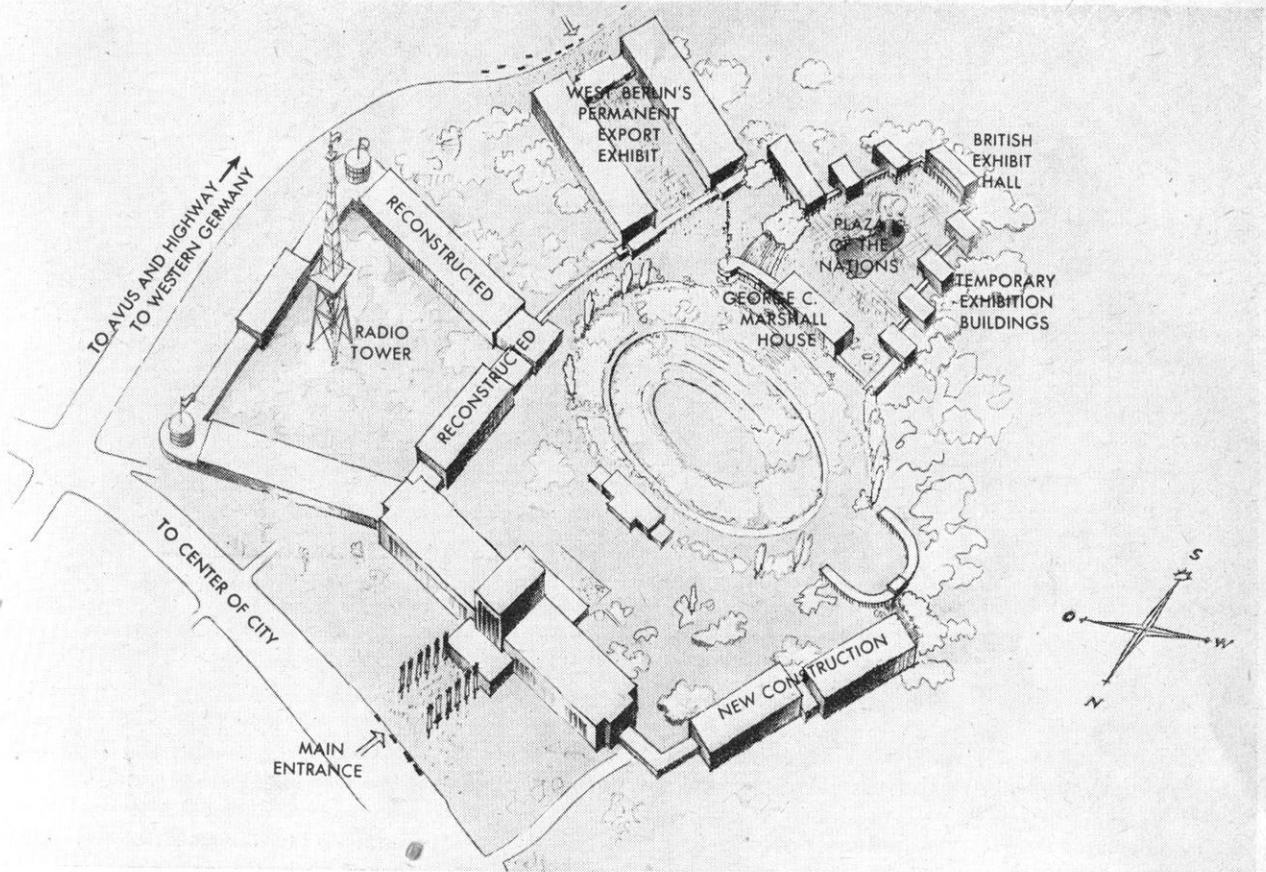 WEST BERLIN'S
PERMANENT
EXPORT
EXHIBIT
BRITISH
EXHIBIT
HALL
TO AVUS AND HIGHWAY
TO WESTERN GERMANY
RECONSTRUCTED
PLAZA
OF THE
NATIONS
RADIO
TOWER
RECONSTRUCTED
GEORGE C.
MARSHALL
HOUSE
TEMPORARY
EXHIBITION
BUILDINGS
TO CENTER OF CITY
NEW CONSTRUCTION
MAIN
ENTRANCE
S
O
W
N